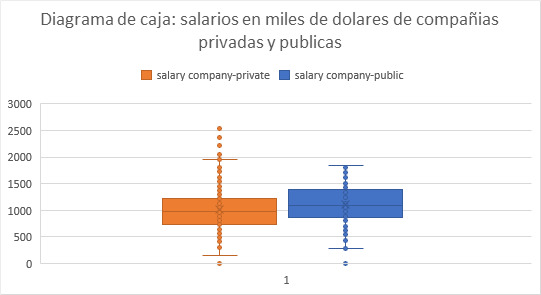 Diagrama de caja: salarios en miles de dolares de compañias
privadas y publicas
salary company-private
salary company-public
3000
2500
2000
1500
1000
500
0
1